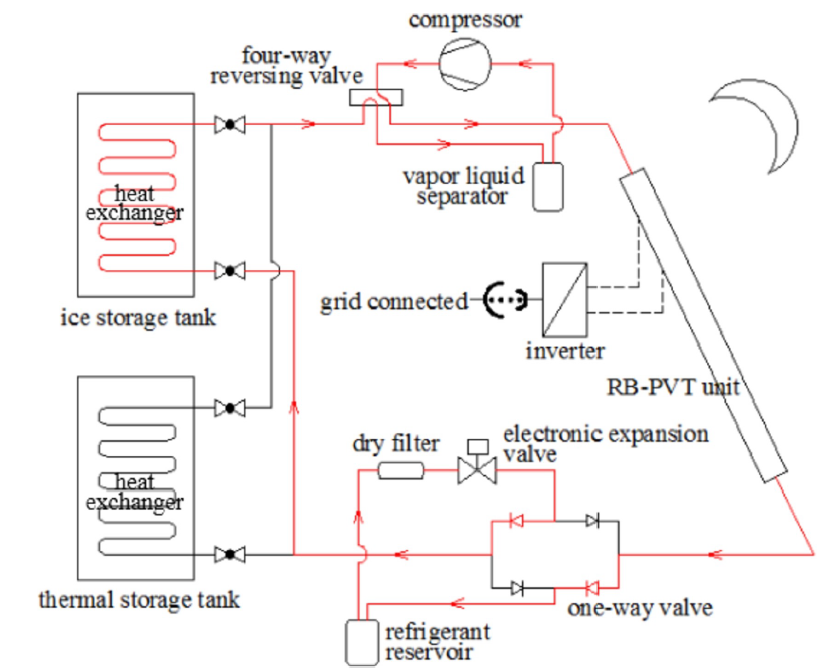 compressor
four-way
reversing valve
heat
exchanger
vapor liquid
separator
grid connected
ice storage tank
inverter
RB-PVT unit
dry filter
electronic expansion
valve
heat
exchanger
thermal storage tank
one-way valve
refrigerant
reservoir